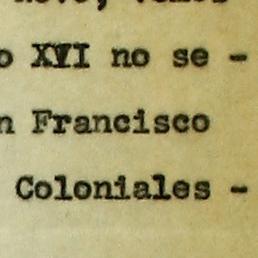 o XVI no se -
n Francisco
Coloniales -